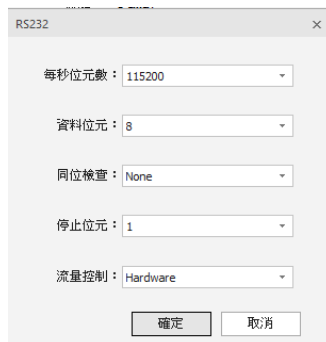 RS232
每秒位元數：115200
資料位元：8
同位檢查：None
停止位元：1
流量控制：Hardware
確定 取消